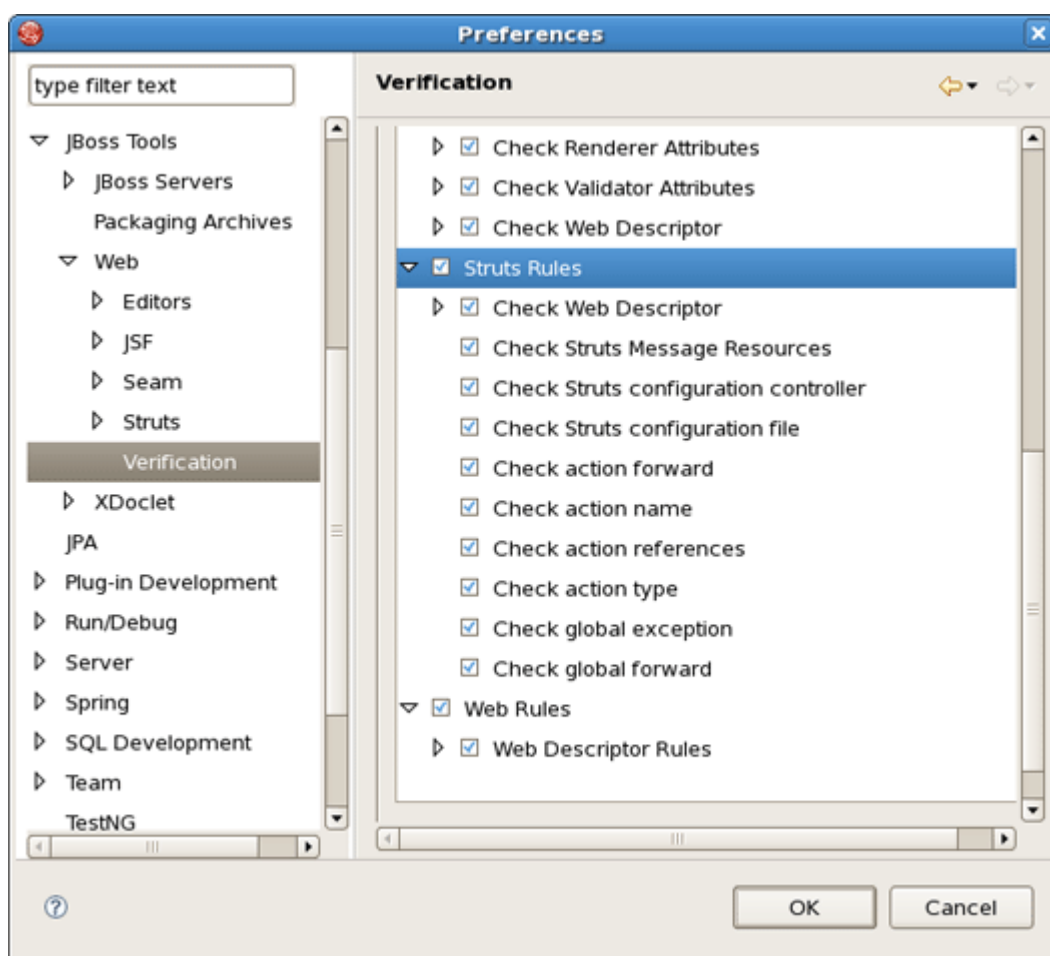 Preferences
type filter text
JBoss Tools
JBoss Servers
Packaging Archives
Web
Editors
JSF
Seam
Struts
Verification
XDoclet
JPA
Plug-in Development
Run/Debug
Server
Spring
SQL Development
Team
TestNG
Verification
Check Renderer Attributes
Check Validator Attributes
Check Web Descriptor
Struts Rules
Check Web Descriptor
Check Struts Message Resources
Check Struts configuration controller
Check Struts configuration file
Check action forward
Check action name
Check action references
Check action type
Check global exception
Check global forward
Web Rules
Web Descriptor Rules
OK
Cancel